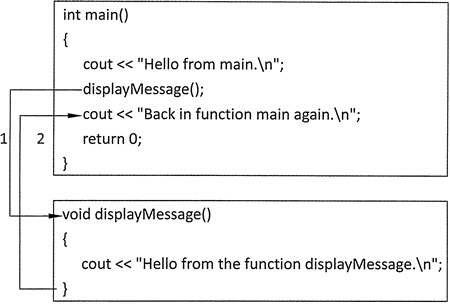 int main()
{
cout << "Hello from main.\n";
displayMessage();
cout << "Back in function main again.\n";
1 2 return 0;
}
void displayMessage()
{
cout << "Hello from the function displayMessage.\n";
}